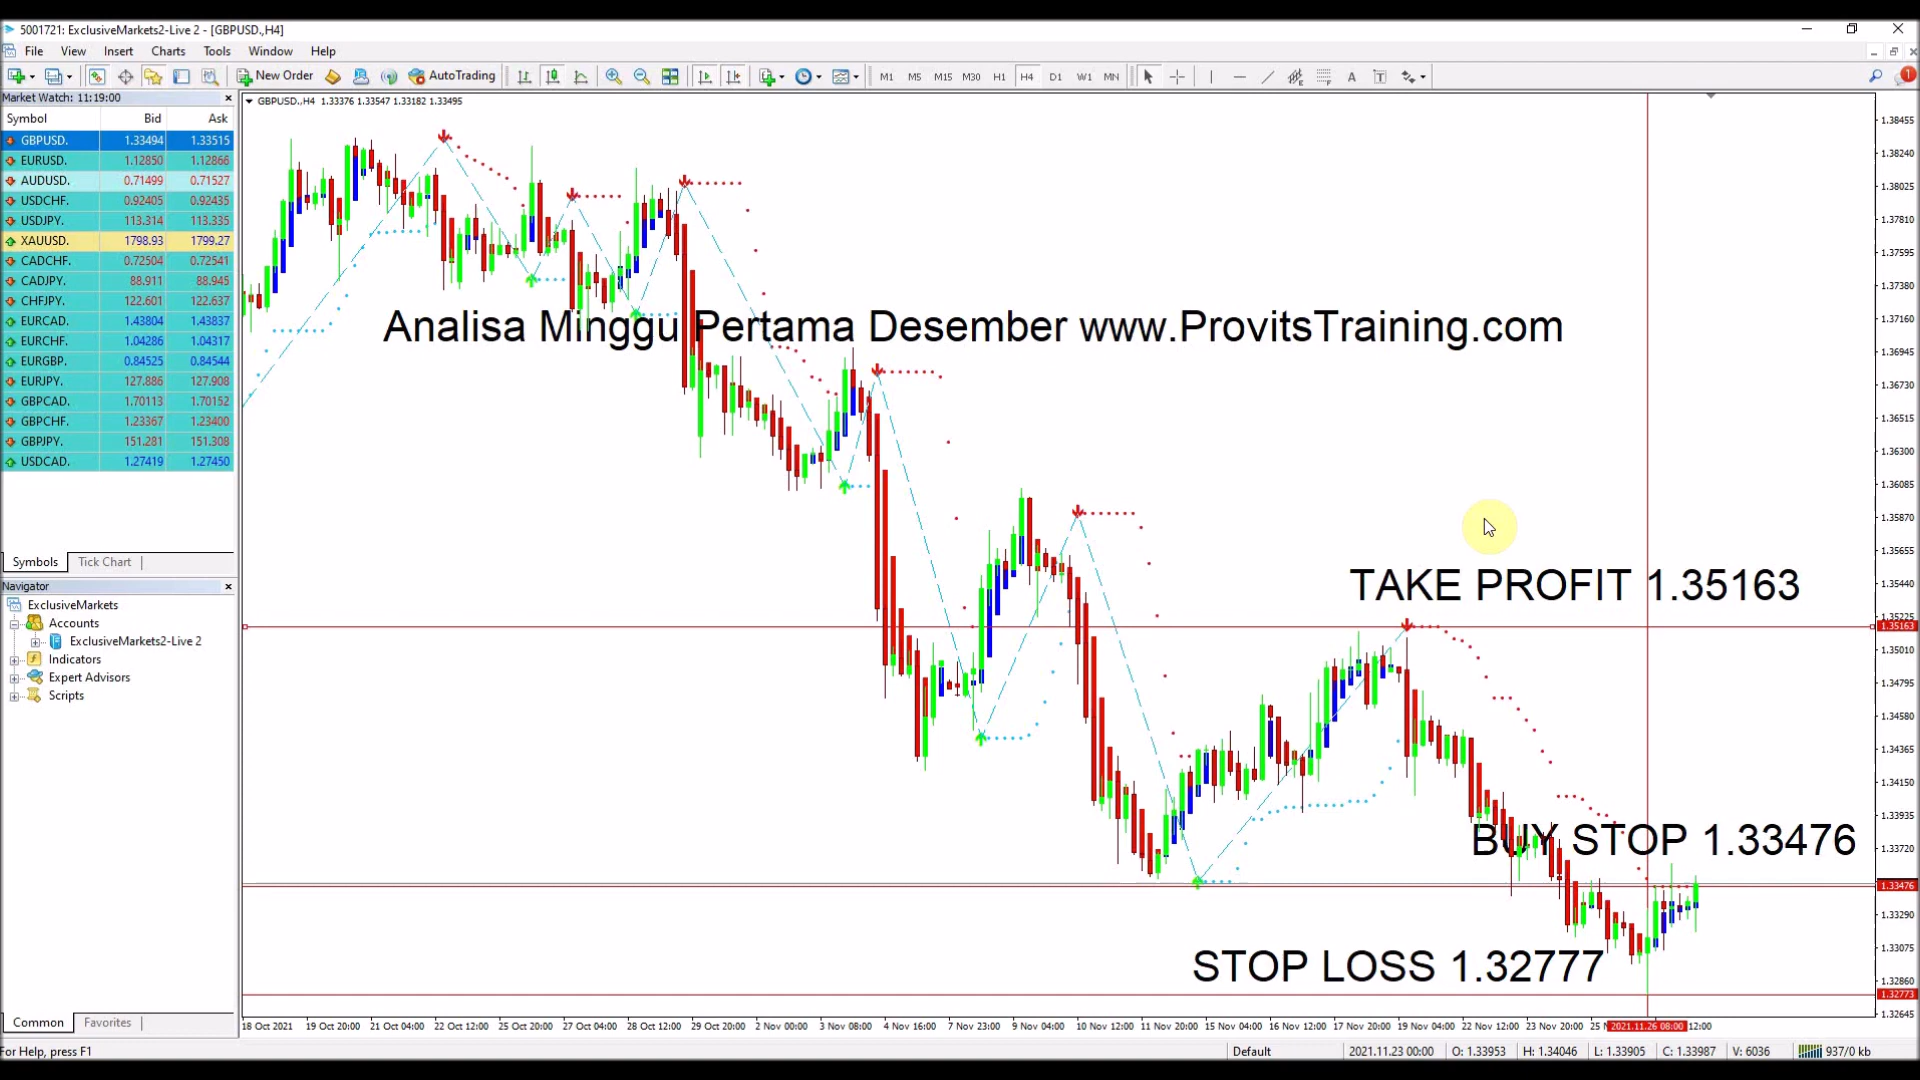 5001721: ExclusiveMarkets2-Live 2 - [GBPUSD.,H4]
File View Insert Charts Tools Window Help
New Order AutoTrading M1 M5 M15 M30 H1 H4 D1 W1 MN A T 1
Market Watch: 11:19:00
Symbol Bid Ask
GBPUSD. 1.33494 1.33515
EURUSD. 1.12850 1.12866
AUDUSD. 0.71499 0.71527
USDCHF. 0.92405 0.92435
USDJPY. 113.314 113.335
XAUUSD. 1798.93 1799.27
CADCHF. 0.72504 0.72541
CADJPY. 88.911 88.945
CHFJPY. 122.601 122.637
EURCAD. 1.43804 1.43837
EURCHF. 1.04286 1.04317
EURGBP. 0.84525 0.84544
EURJPY. 127.886 127.908
GBPCAD. 1.70113 1.70152
GBPCHF. 1.23367 1.23400
GBPJPY. 151.281 151.308
USDCAD. 1.27419 1.27450
Symbols Tick Chart
Navigator
ExclusiveMarkets
Accounts
ExclusiveMarkets2-Live 2
Indicators
Expert Advisors
Scripts
Common Favorites
GBPUSD.,H4 1.33376 1.33547 1.33182 1.33495
Analisa Minggu Pertama Desember www.ProvitsTraining.com
TAKE PROFIT 1.35163
BUY STOP 1.33476
STOP LOSS 1.32777
1.38455
1.38240
1.38025
1.37810
1.37595
1.37380
1.37160
1.36945
1.36730
1.36515
1.36300
1.36085
1.35870
1.35655
1.35440
1.35225
1.35163
1.35010
1.34795
1.34580
1.34365
1.34150
1.33935
1.33720
1.33476
1.33290
1.33075
1.32860
1.32773
1.32645
18 Oct 2021 19 Oct 20:00 21 Oct 04:00 22 Oct 12:00 25 Oct 20:00 27 Oct 04:00 28 Oct 12:00 29 Oct 20:00 2 Nov 00:00 3 Nov 08:00 4 Nov 16:00 7 Nov 23:00 9 Nov 04:00 10 Nov 12:00 11 Nov 20:00 15 Nov 04:00 16 Nov 12:00 17 Nov 20:00 19 Nov 04:00 22 Nov 12:00 23 Nov 20:00 25 2021.11.26 08:00 12:00
For Help, press F1 Default 2021.11.23 00:00 O: 1.33953 H: 1.34046 L: 1.33905 C: 1.33987 V: 6036 937/0 kb